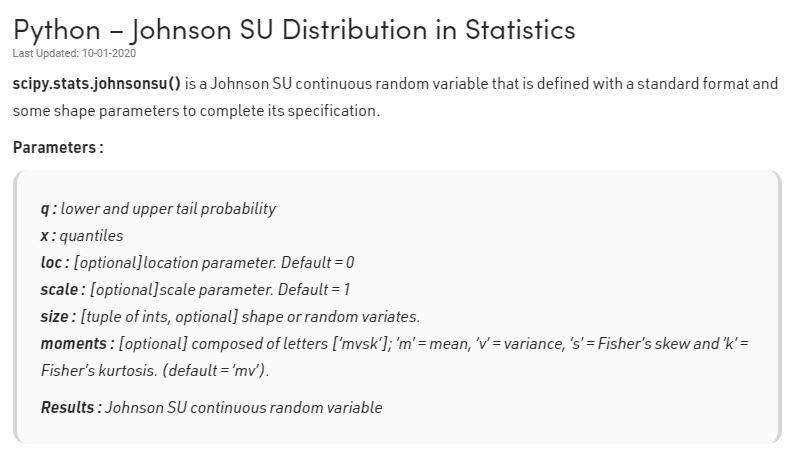 Python – Johnson SU Distribution in Statistics
Last Updated: 10-01-2020
scipy.stats.johnsonsu() is a Johnson SU continuous random variable that is defined with a standard format and
some shape parameters to complete its specification.
Parameters :
q : lower and upper tail probability
x : quantiles
loc : [optional]location parameter. Default = 0
scale : [optional]scale parameter. Default = 1
size : [tuple of ints, optional] shape or random variates.
moments : [optional] composed of letters [‘mvsk’]; ‘m’ = mean, ‘v’ = variance, ‘s’ = Fisher’s skew and ‘k’ =
Fisher’s kurtosis. (default = ‘mv’).
Results : Johnson SU continuous random variable